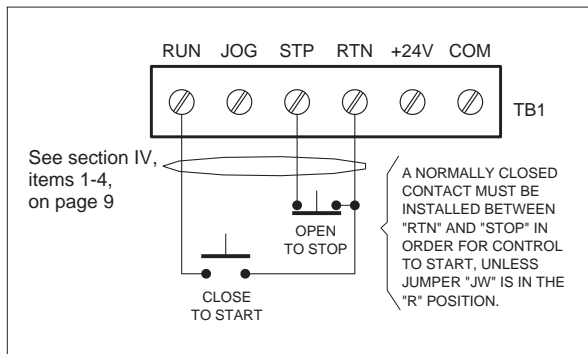 RUN JOG STP RTN +24V COM
TB1
See section IV,
items 1-4,
on page 9
OPEN
TO STOP
CLOSE
TO START
A NORMALLY CLOSED
CONTACT MUST BE
INSTALLED BETWEEN
"RTN" AND "STOP" IN
ORDER FOR CONTROL
TO START, UNLESS
JUMPER "JW" IS IN THE
"R" POSITION.